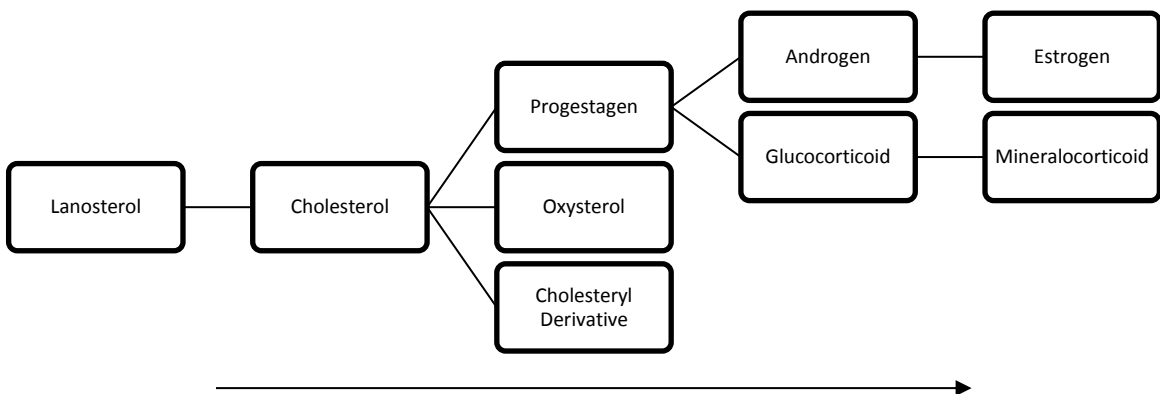 Lanosterol
Cholesterol
Progestagen
Oxysterol
Cholesteryl
Derivative
Androgen
Glucocorticoid
Estrogen
Mineralocorticoid